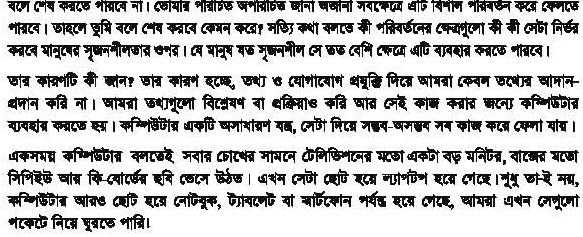 বলে শেষ করতে পারবে না। তোমার পরিচিত অপরিচিত জানা অজানা সবক্ষেত্রে এটি বিশাল পরিবর্তন করে ফেলতে
পারবে। তাহলে তুমি বলে শেষ করবে কেমন করে? সত্যি কথা বলতে কী পরিবর্তনের ক্ষেত্রগুলো কী কী সেটা নির্ভর
করবে মানুষের সৃজনশীলতার ওপর। যে মানুষ যত সৃজনশীল সে তত বেশি ক্ষেত্রে এটি ব্যবহার করতে পারবে।
তার কারণটি কী জান? তার কারণ হচ্ছে, তথ্য ও যোগাযোগ প্রযুক্তি দিয়ে আমরা কেবল তথ্যের আদান-
প্রদান করি না। আমরা তথ্যগুলো বিশ্লেষণ বা প্রক্রিয়াও করি আর সেই কাজ করার জন্যে কম্পিউটার
ব্যবহার করতে হয়। কম্পিউটার একটি অসাধারণ যন্ত্র, সেটা দিয়ে সম্ভব-অসম্ভব সব কাজ করে ফেলা যায়।
একসময় কম্পিউটার বলতেই সবার চোখের সামনে টেলিভিশনের মতো একটা বড় মনিটর, বাক্সের মতো
সিপিইউ আর কি-বোর্ডের ছবি ভেসে উঠত। এখন সেটা ছোট হয়ে ল্যাপটপ হয়ে গেছে।শুধু তা-ই নয়,
কম্পিউটার আরও ছোট হয়ে নোটবুক, ট্যাবলেট বা স্মার্টফোন পর্যন্ত হয়ে গেছে, আমরা এখন সেগুলো
পকেটে নিয়ে ঘুরতে পারি!